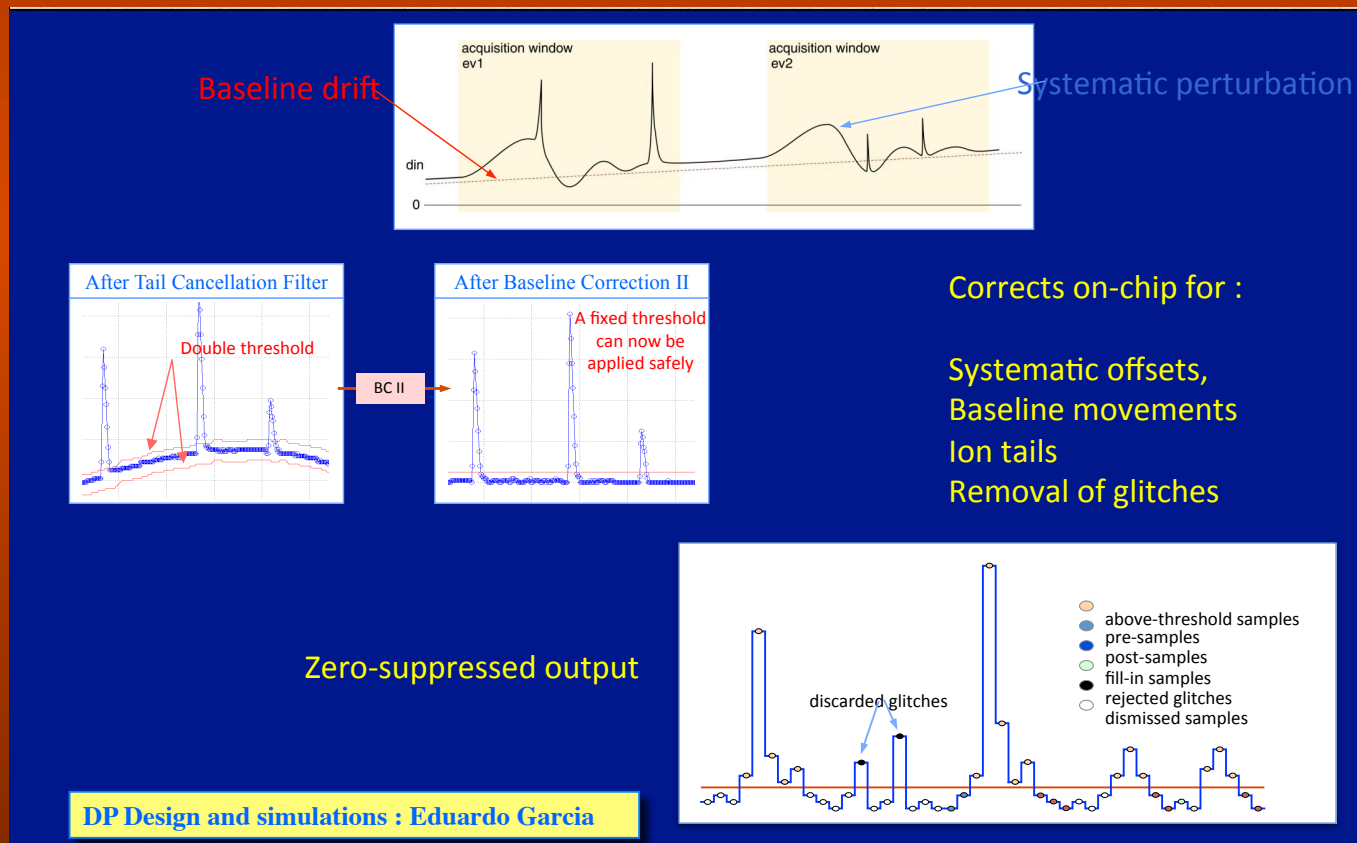 acquisition window
ev1
acquisition window
ev2
Baseline drift
Systematic perturbation
din
0
After Tail Cancellation Filter
Double threshold
BC II
After Baseline Correction II
A fixed threshold
can now be
applied safely
Corrects on-chip for :
Systematic offsets,
Baseline movements
Ion tails
Removal of glitches
Zero-suppressed output
discarded glitches
above-threshold samples
pre-samples
post-samples
fill-in samples
rejected glitches
dismissed samples
DP Design and simulations : Eduardo Garcia